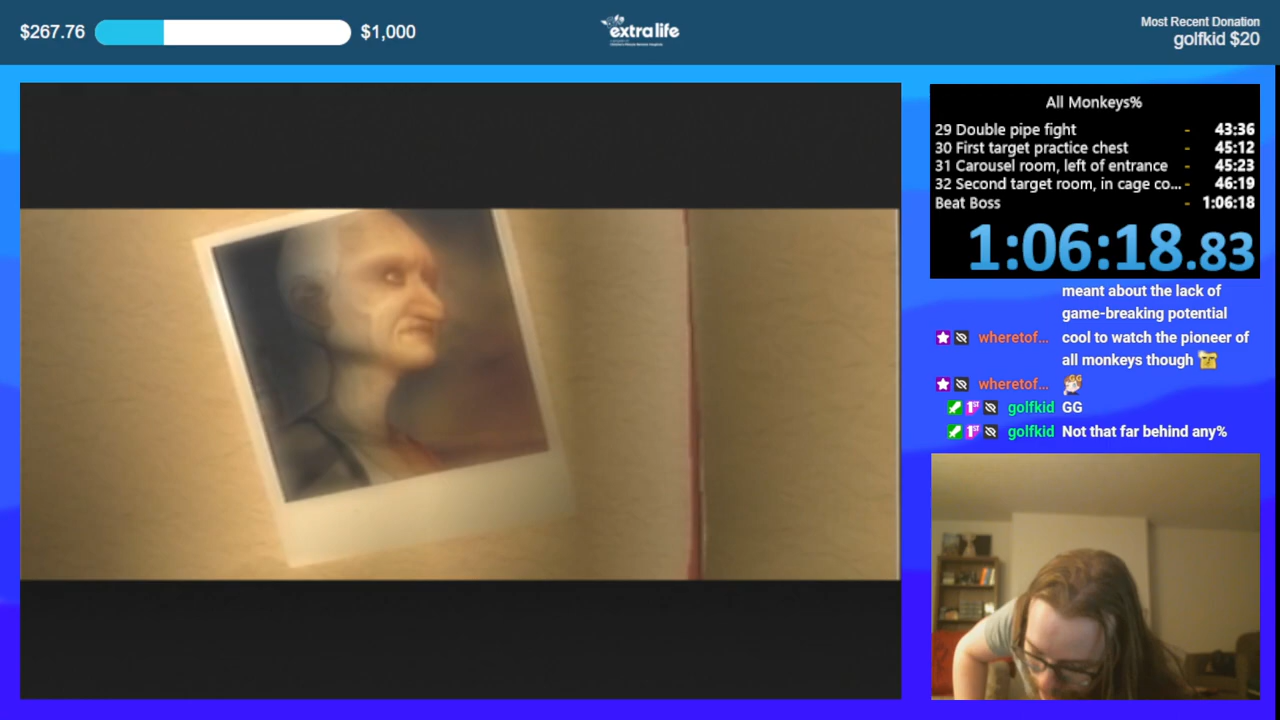 $267.76
$1,000
extralife
Most Recent Donation
golfkid $20
All Monkeys%
29 Double pipe fight - 43:36
30 First target practice chest - 45:12
31 Carousel room, left of entrance - 45:23
32 Second target room, in cage co... - 46:19
Beat Boss - 1:06:18
1:06:18.83
meant about the lack of
game-breaking potential
wheretof... cool to watch the pioneer of
all monkeys though
wheretof...
1st golfkid GG
1st golfkid Not that far behind any%